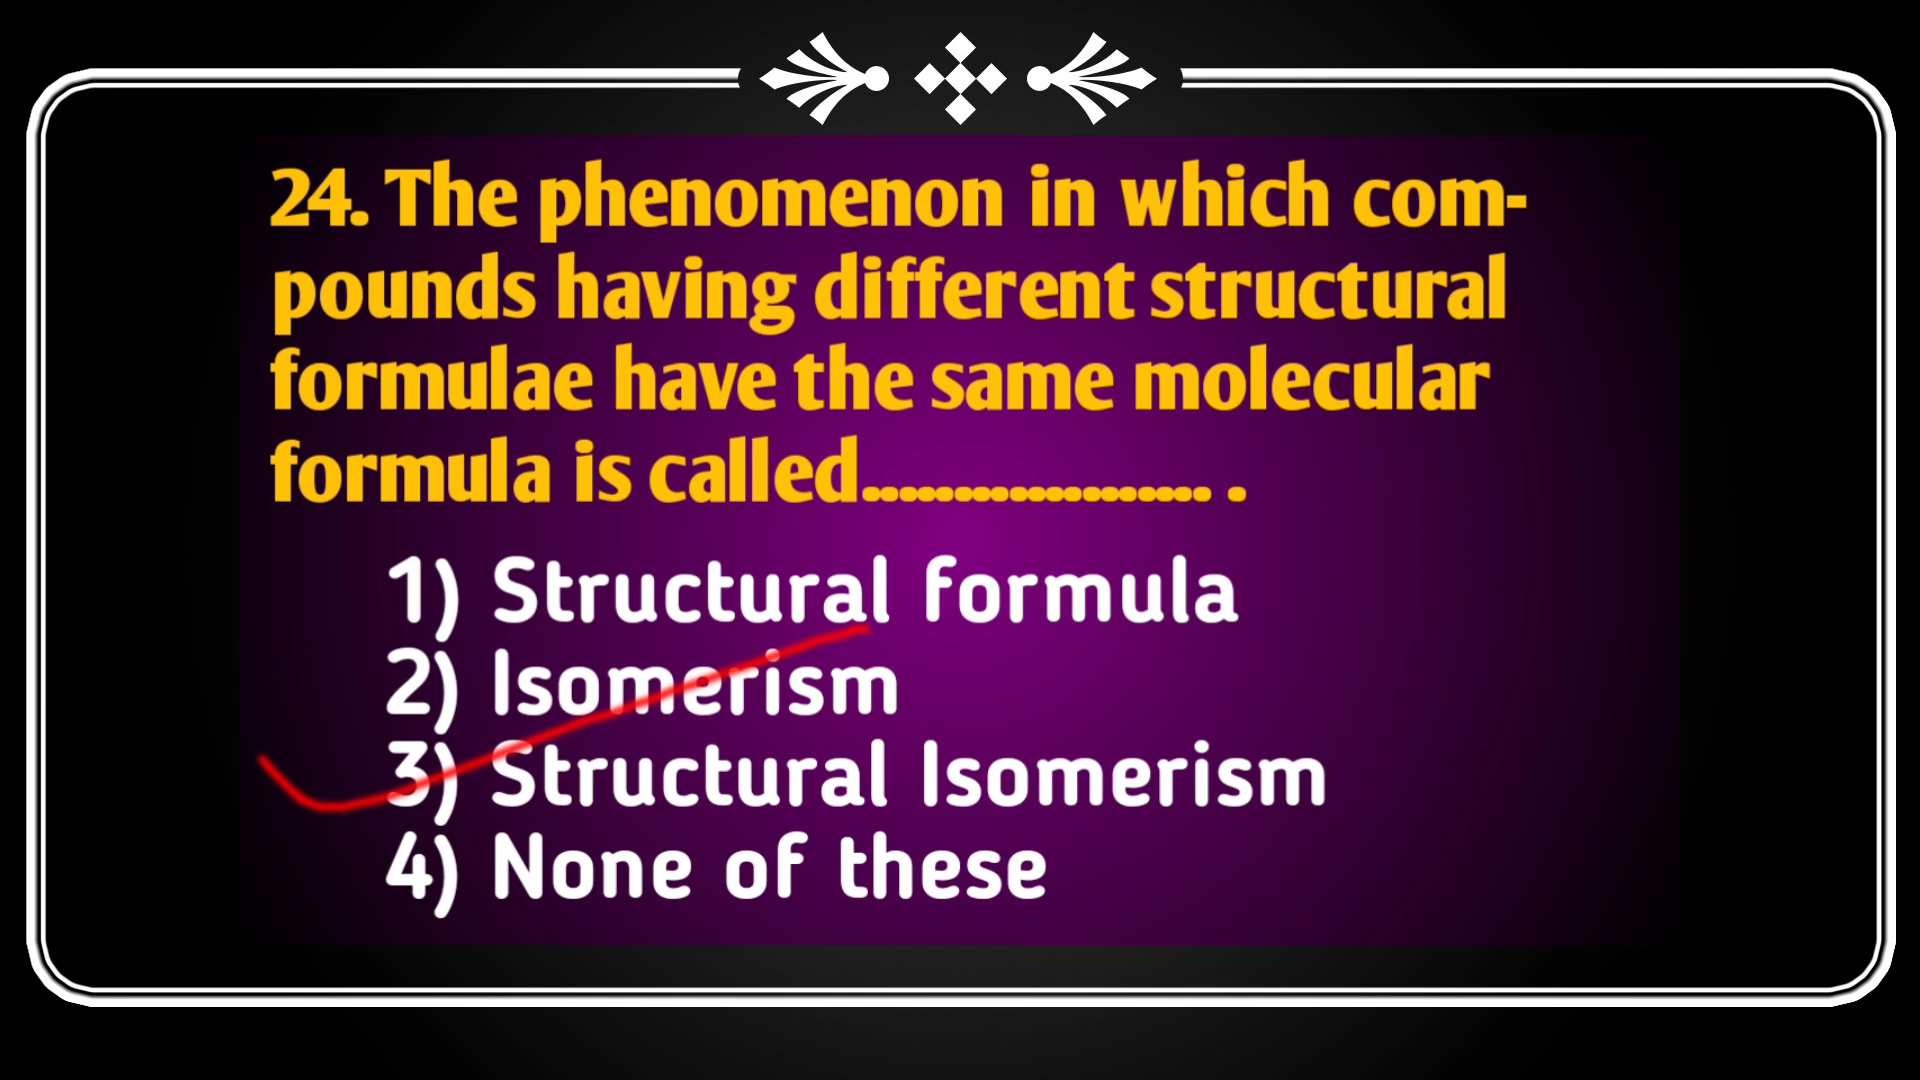 24. The phenomenon in which com-
pounds having different structural
formulae have the same molecular
formula is called................... .
1) Structural formula
2) Isomerism
3) Structural Isomerism
4) None of these